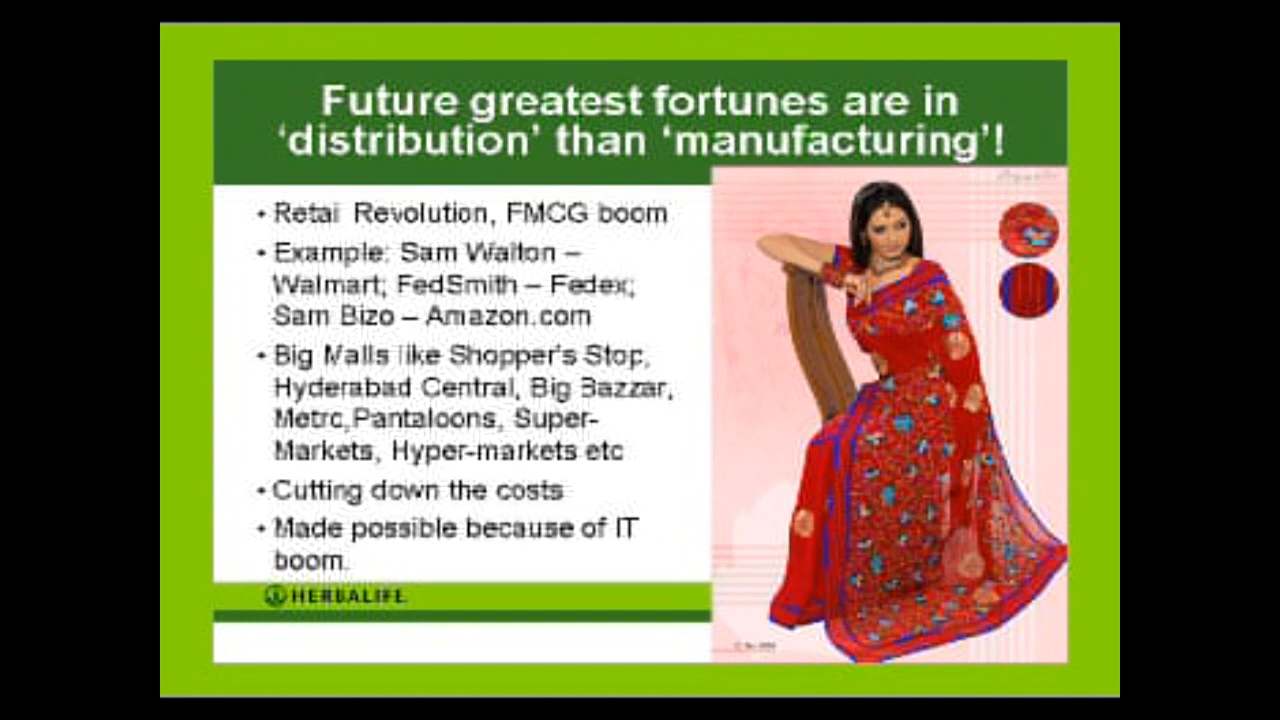 Future greatest fortunes are in
‘distribution’ than ‘manufacturing’!
• Retail Revolution, FMCG boom
• Example: Sam Walton –
Walmart; FedSmith – Fedex;
Sam Bizo – Amazon.com
• Big Malls like Shopper's Stop,
Hyderabad Central, Big Bazzar,
Metro,Pantaloons, Super-
Markets, Hyper-markets etc
• Cutting down the costs
• Made possible because of IT
boom.
HERBALIFE